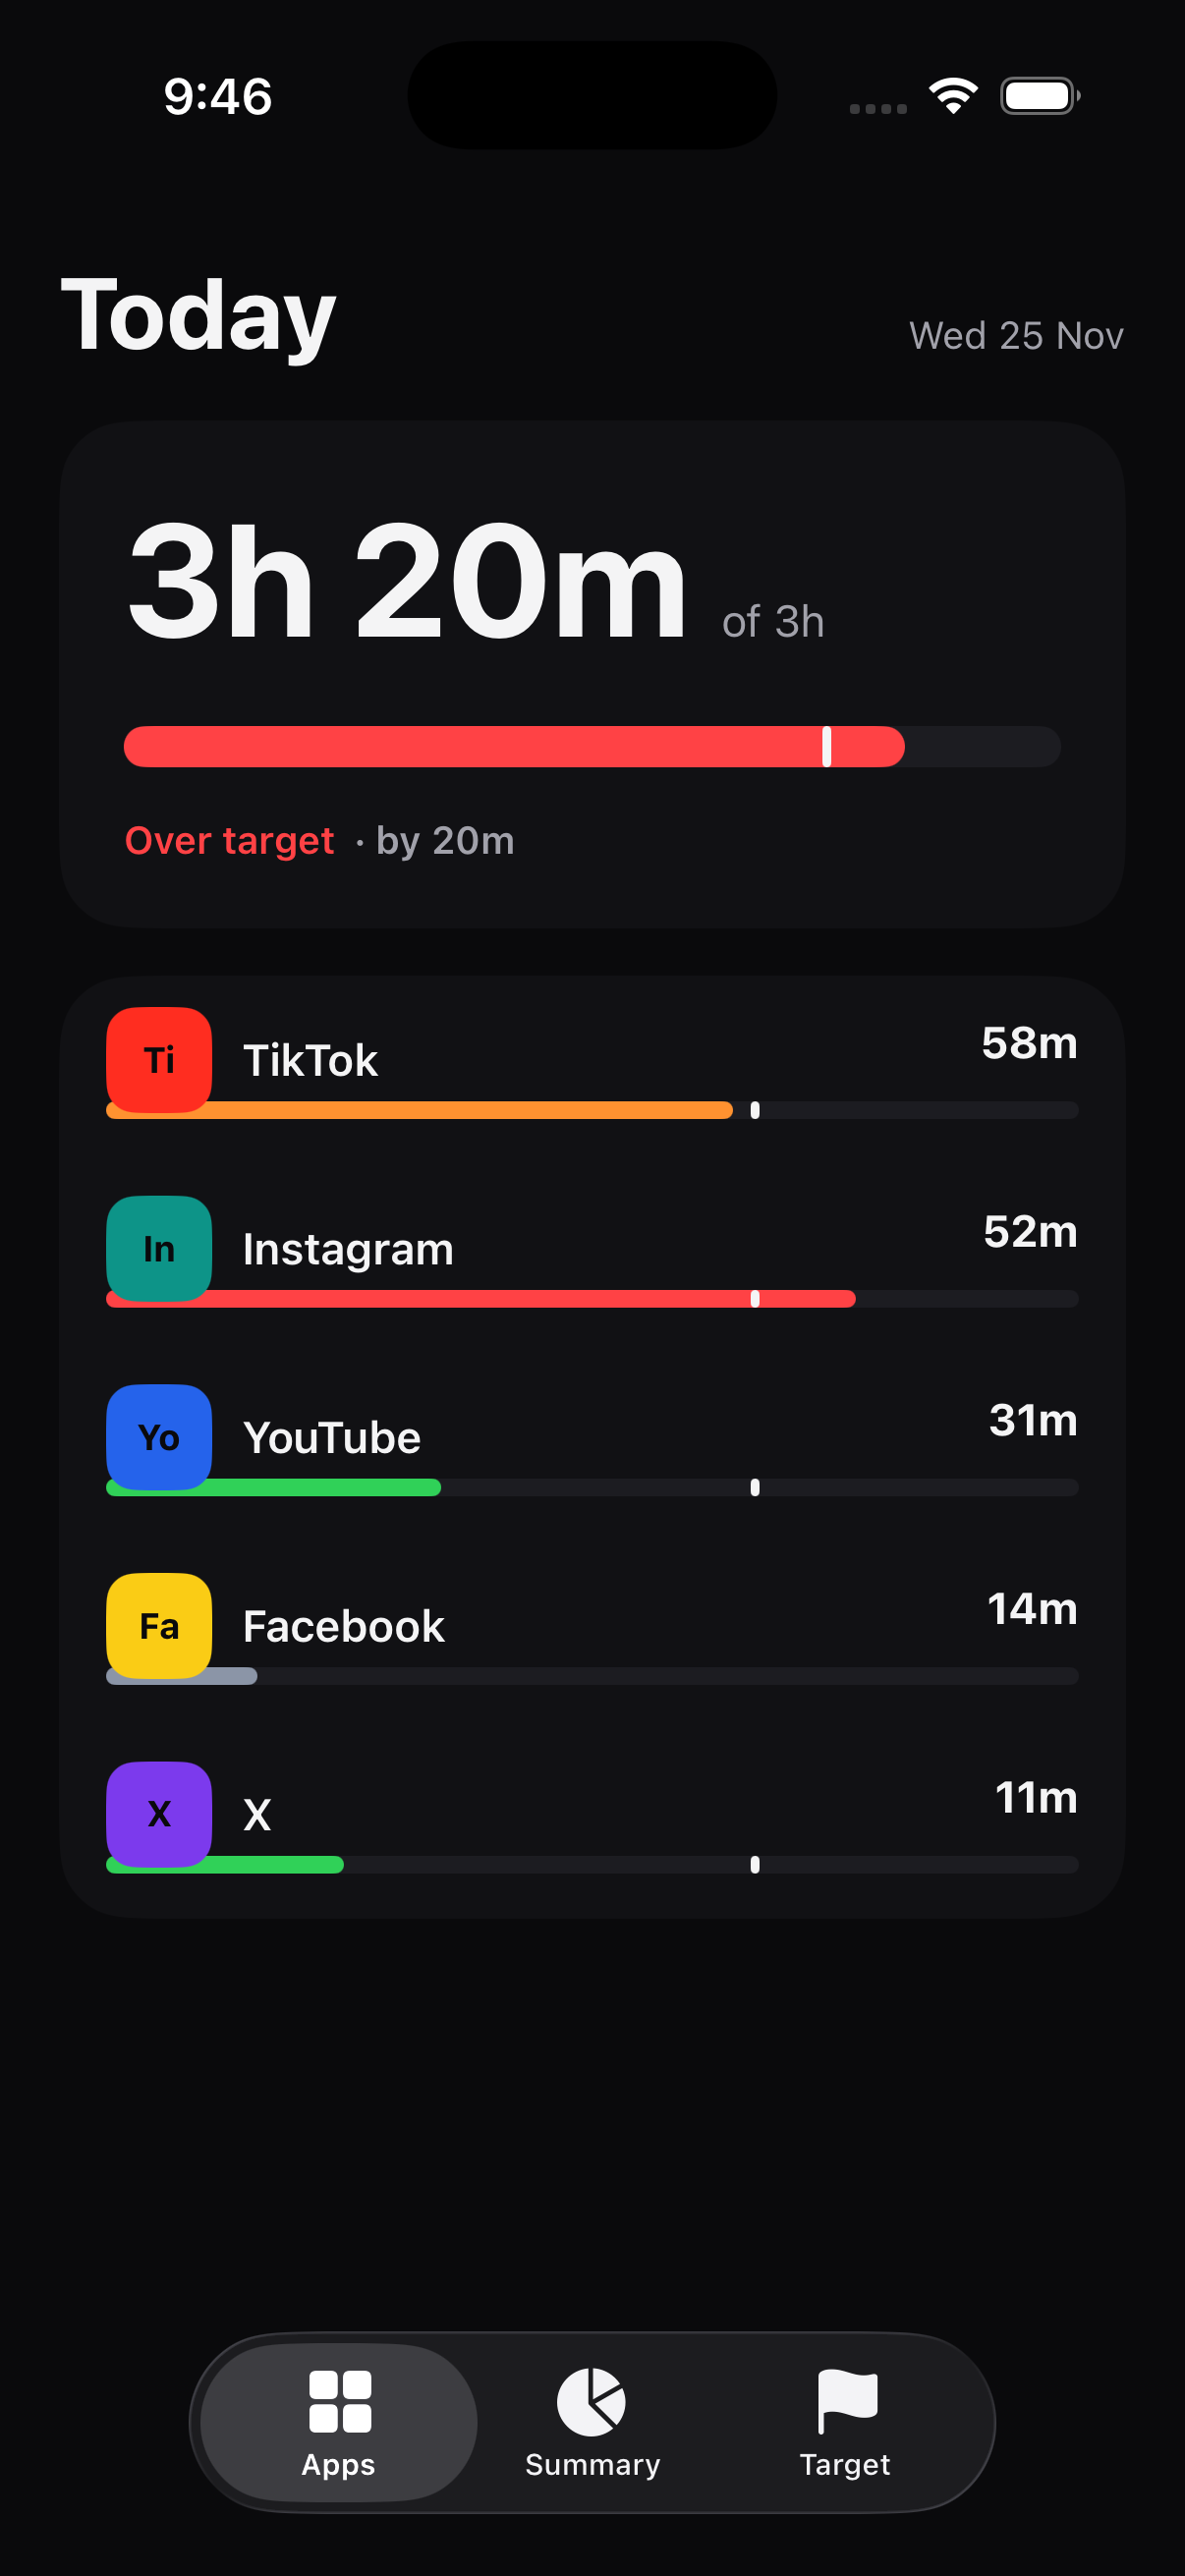 9:46
Today
Wed 25 Nov
3h 20m of 3h
Over target · by 20m
Ti TikTok 58m
In Instagram 52m
Yo YouTube 31m
Fa Facebook 14m
X X 11m
Apps Summary Target